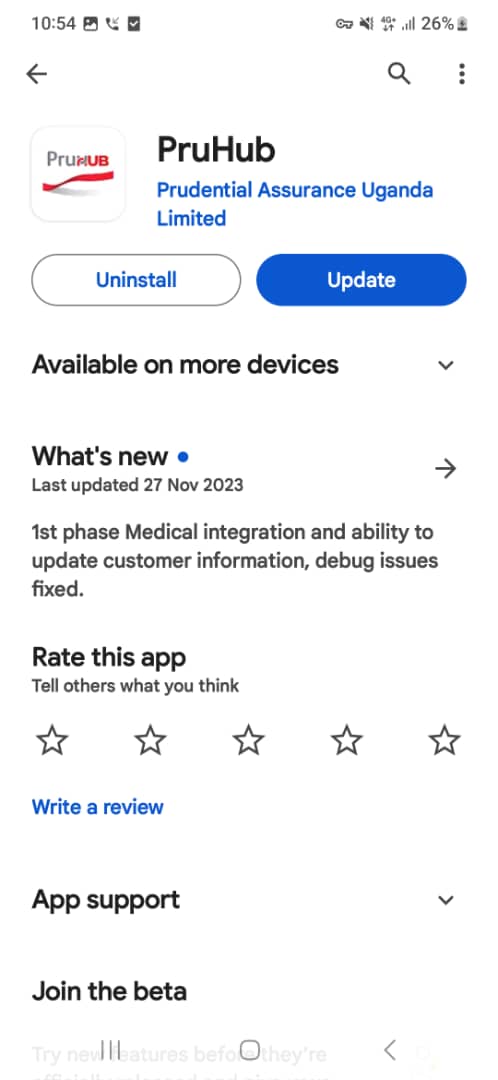 10:54
4G+ 26%
PruHUB
PruHub
Prudential Assurance Uganda
Limited
Uninstall
Update
Available on more devices
What's new
Last updated 27 Nov 2023
1st phase Medical integration and ability to
update customer information, debug issues
fixed.
Rate this app
Tell others what you think
Write a review
App support
Join the beta
Try new features before they're